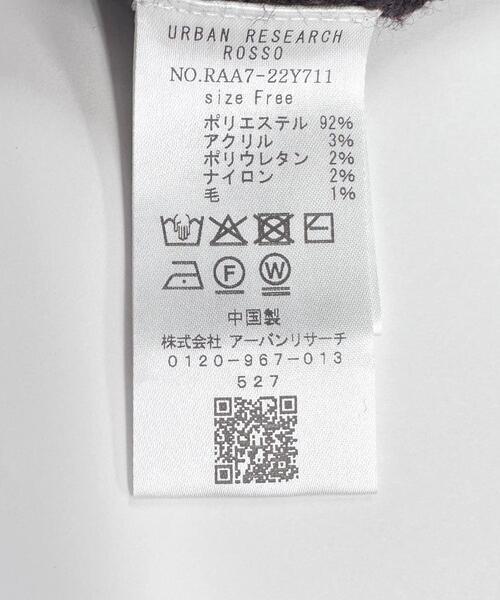 URBAN RESEARCH
ROSSO
NO.RAA7-22Y711
size Free
ポリエステル 92%
アクリル 3%
ポリウレタン 2%
ナイロン 2%
毛 1%
F W
中国製
株式会社 アーバンリサーチ
0120-967-013
527